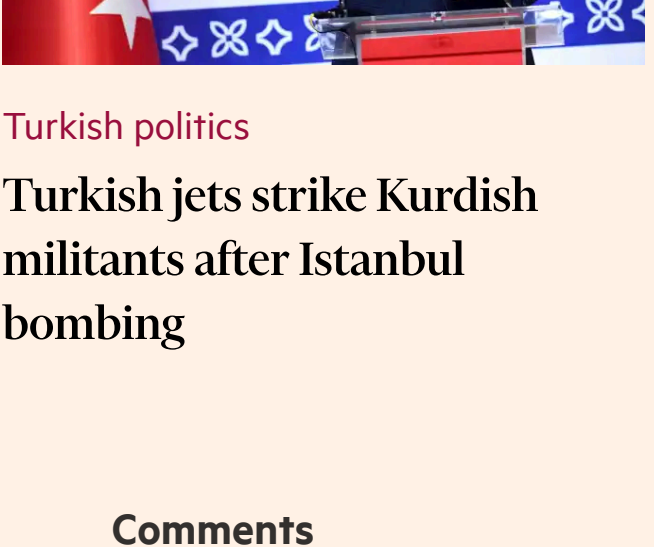 Turkish politics
Turkish jets strike Kurdish
militants after Istanbul
bombing
Comments